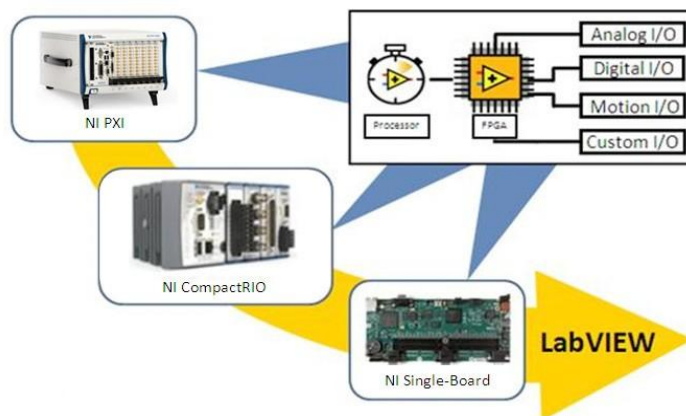 NI PXI
Processor
FPGA
Analog I/O
Digital I/O
Motion I/O
Custom I/O
NI CompactRIO
NI Single-Board
LabVIEW